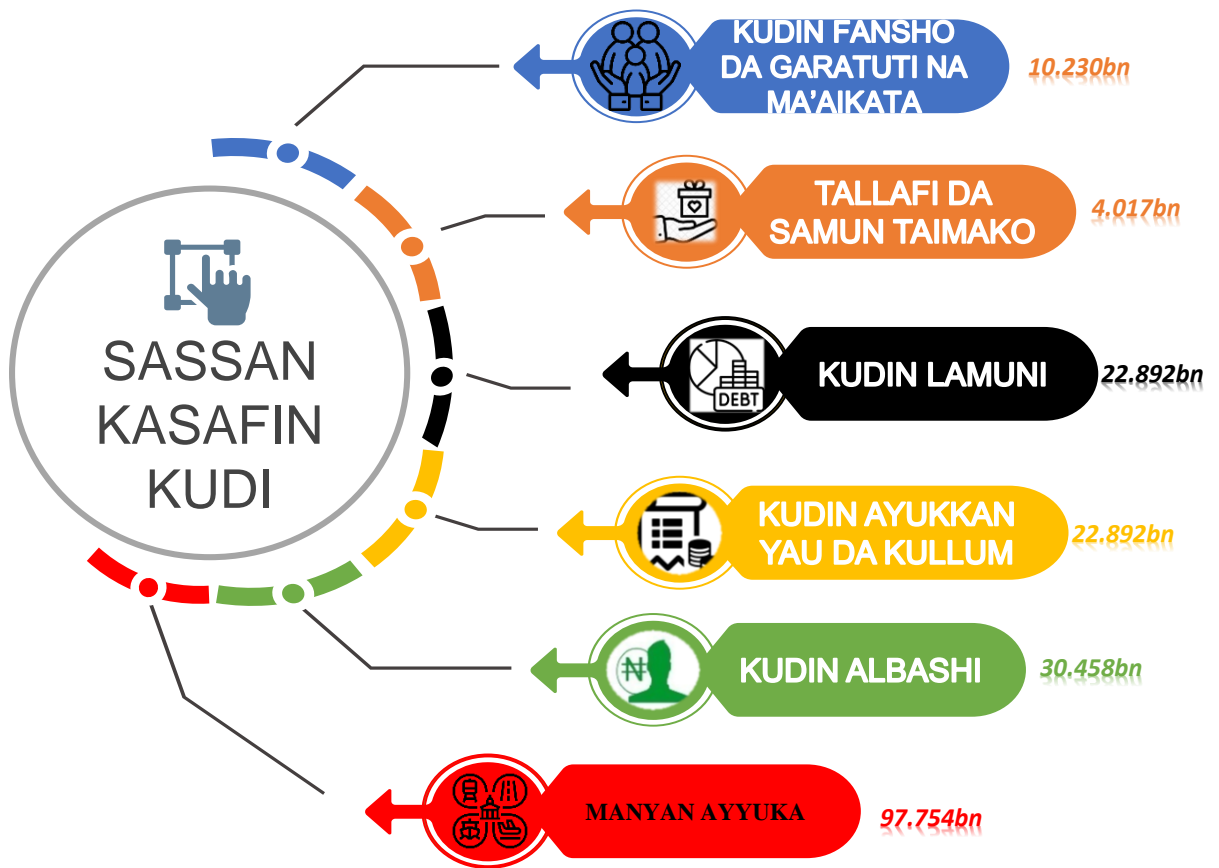 SASSAN
KASAFIN
KUDI
KUDIN FANSHO
DA GARATUTI NA
MA'AIKATA
10.230bn
TALLAFI DA
SAMUN TAIMAKO
4.017bn
DEBT
KUDIN LAMUNI
22.892bn
KUDIN AYUKKAN
YAU DA KULLUM
22.892bn
₦
KUDIN ALBASHI
30.458bn
MANYAN AYYUKA
97.754bn